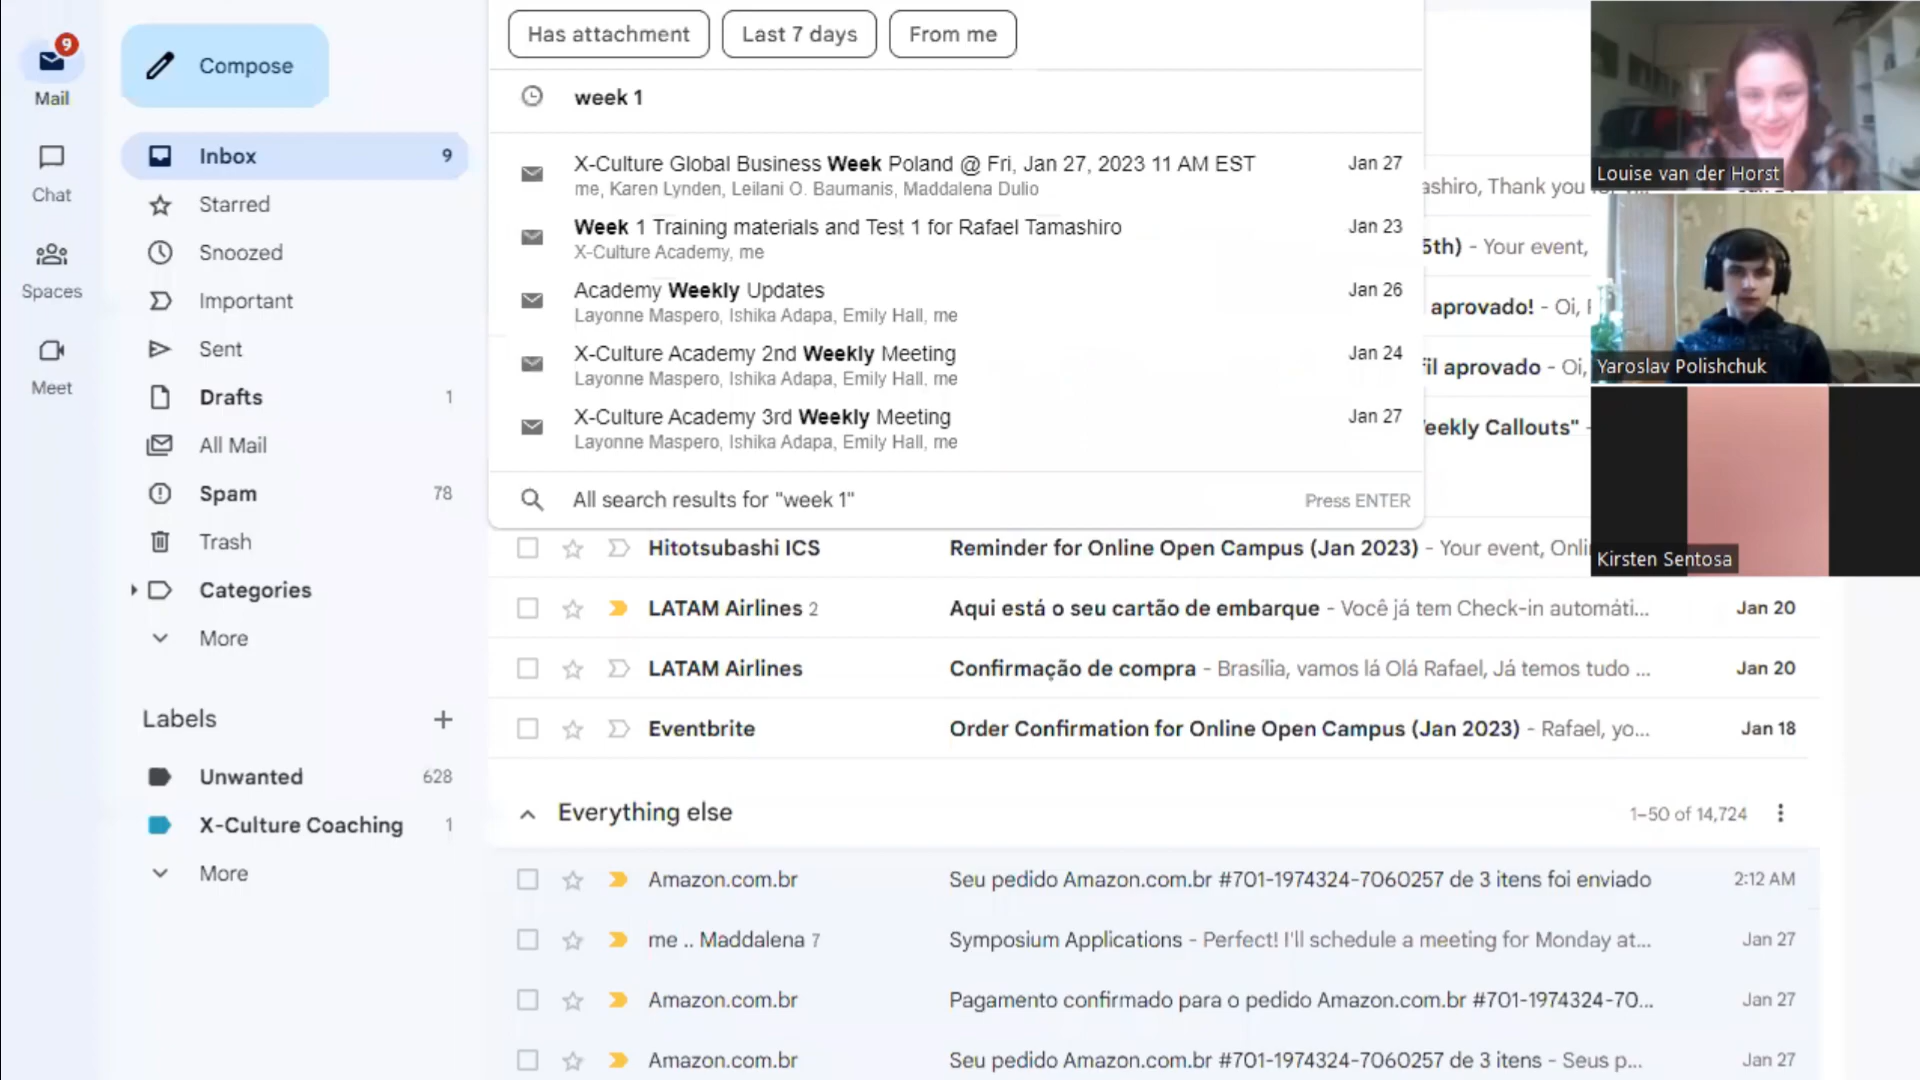 9
Mail
Chat
Spaces
Meet
Compose
Inbox 9
Starred
Snoozed
Important
Sent
Drafts 1
All Mail
Spam 78
Trash
Categories
More
Labels +
Unwanted 628
X-Culture Coaching 1
More
Has attachment Last 7 days From me
week 1
X-Culture Global Business Week Poland @ Fri, Jan 27, 2023 11 AM EST Jan 27
me, Karen Lynden, Leilani O. Baumanis, Maddalena Dulio
Week 1 Training materials and Test 1 for Rafael Tamashiro Jan 23
X-Culture Academy, me
Academy Weekly Updates Jan 26
Layonne Maspero, Ishika Adapa, Emily Hall, me
X-Culture Academy 2nd Weekly Meeting Jan 24
Layonne Maspero, Ishika Adapa, Emily Hall, me
X-Culture Academy 3rd Weekly Meeting Jan 27
Layonne Maspero, Ishika Adapa, Emily Hall, me
All search results for "week 1" Press ENTER
ashiro, Thank you
5th) - Your event,
aprovado! - Oi,
il aprovado - Oi,
eekly Callouts" -
Hitotsubashi ICS Reminder for Online Open Campus (Jan 2023) - Your event, Onli
LATAM Airlines 2 Aqui está o seu cartão de embarque - Você já tem Check-in automáti... Jan 20
LATAM Airlines Confirmação de compra - Brasília, vamos lá Olá Rafael, Já temos tudo ... Jan 20
Eventbrite Order Confirmation for Online Open Campus (Jan 2023) - Rafael, yo... Jan 18
Everything else 1–50 of 14,724
Amazon.com.br Seu pedido Amazon.com.br #701-1974324-7060257 de 3 itens foi enviado 2:12 AM
me .. Maddalena 7 Symposium Applications - Perfect! I'll schedule a meeting for Monday at... Jan 27
Amazon.com.br Pagamento confirmado para o pedido Amazon.com.br #701-1974324-70... Jan 27
Amazon.com.br Seu pedido Amazon.com.br #701-1974324-7060257 de 3 itens - Seus p... Jan 27
Louise van der Horst
Yaroslav Polishchuk
Kirsten Sentosa